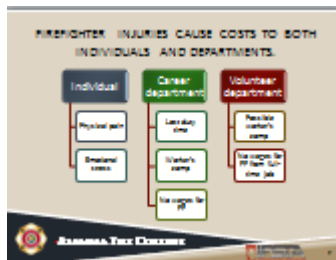 FIREFIGHTER INJURIES CAUSE COSTS TO BOTH
INDIVIDUALS AND DEPARTMENTS.
Individual
Physical pain
Emotional
stress
Career
department
Lost duty
time
Worker's
comp
No wages for
FF
Volunteer
department
Possible
worker's
comp
No wages for
FF from full-
time job